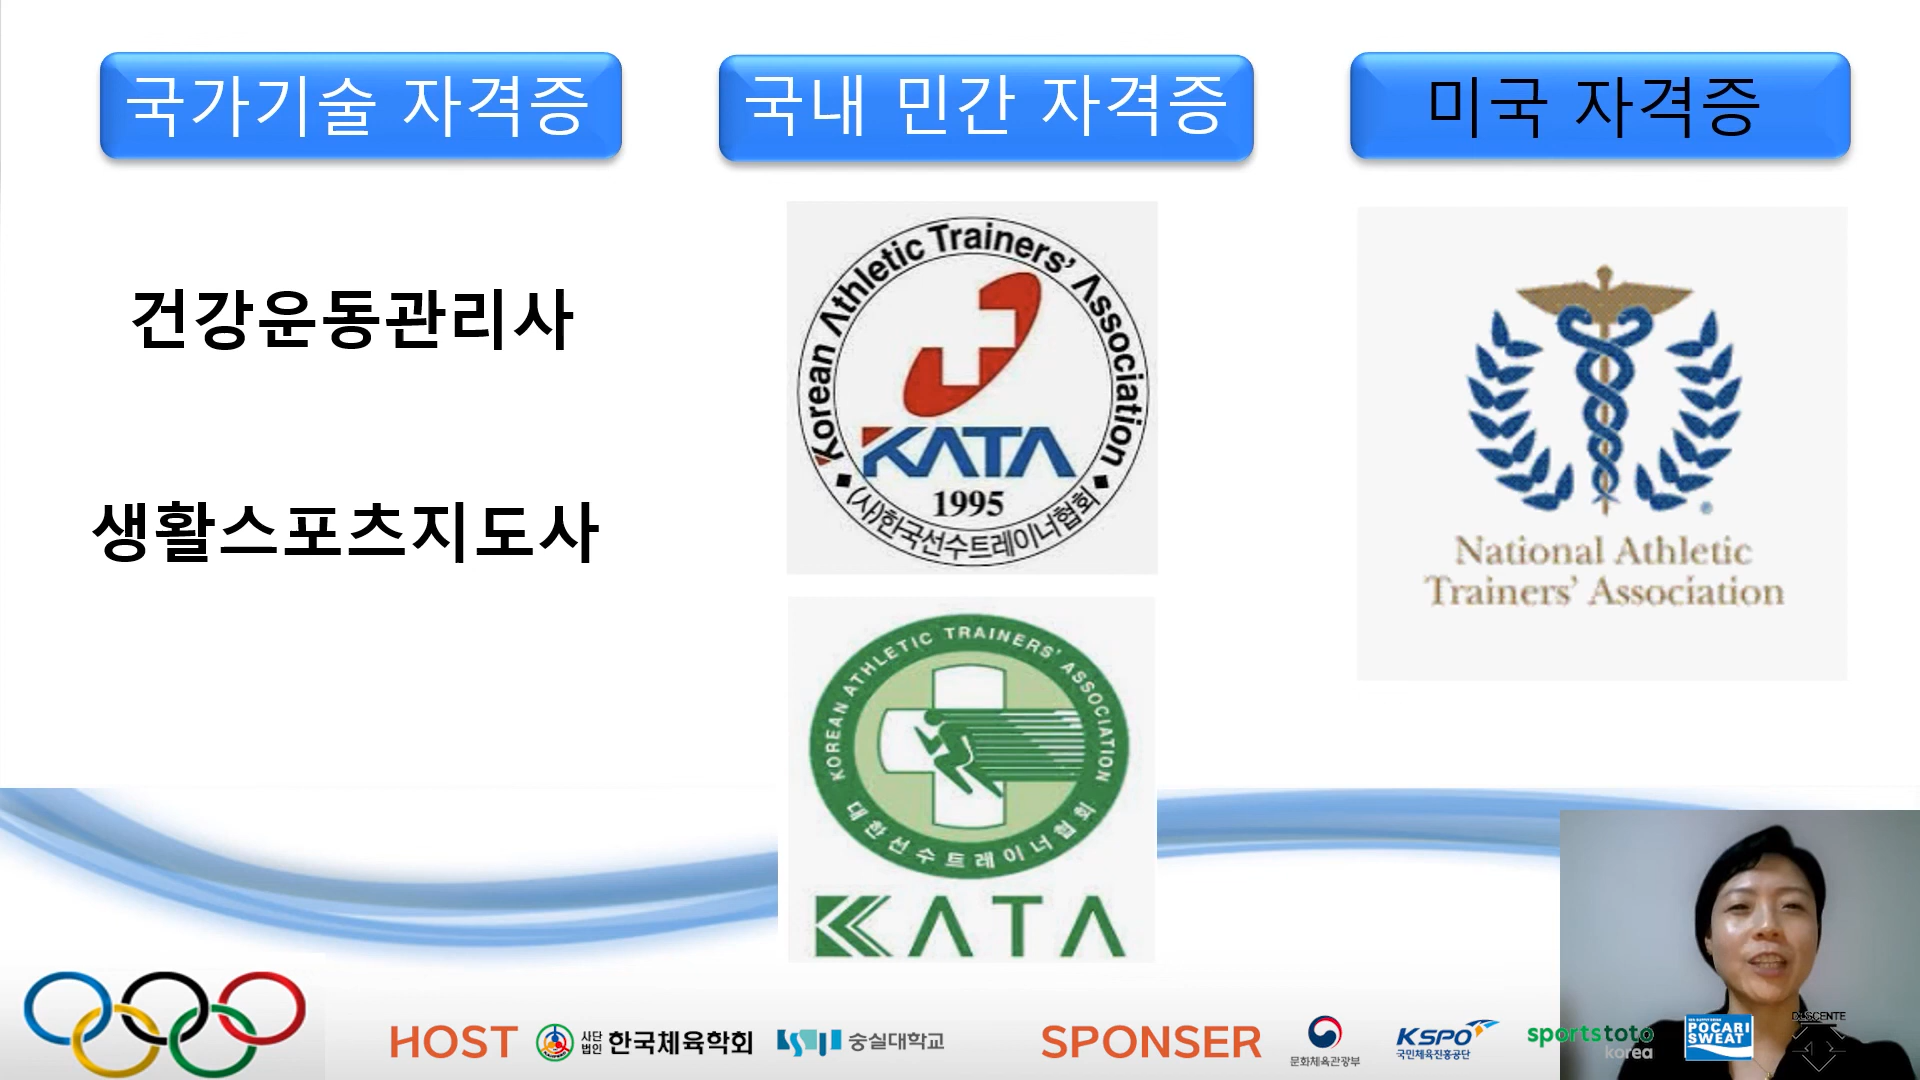 국가기술 자격증
국내 민간 자격증
미국 자격증
건강운동관리사
생활스포츠지도사
Korean Athletic Trainers' Association
KATA
1995
(사)한국선수트레이너협회
KOREAN ATHLETIC TRAINERS' ASSOCIATION
대한선수트레이너협회
KATA
National Athletic
Trainers' Association
HOST
사단
법인
한국체육학회
숭실대학교
SPONSER
문화체육관광부
KSPO
국민체육진흥공단
sportstoto
korea
POCARI
SWEAT
DESCENTE